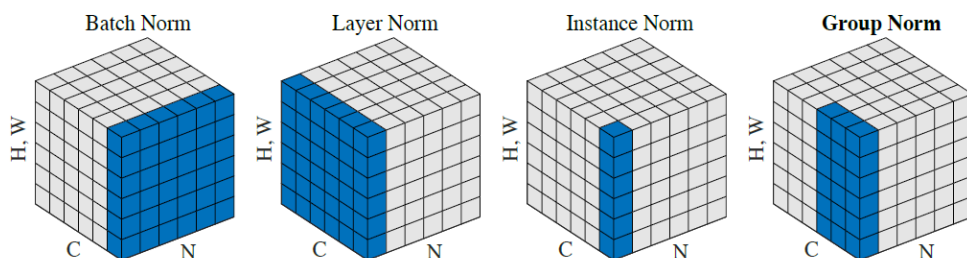 Batch Norm
Layer Norm
Instance Norm
Group Norm
H, W
C
N
H, W
C
N
H, W
C
N
H, W
C
N